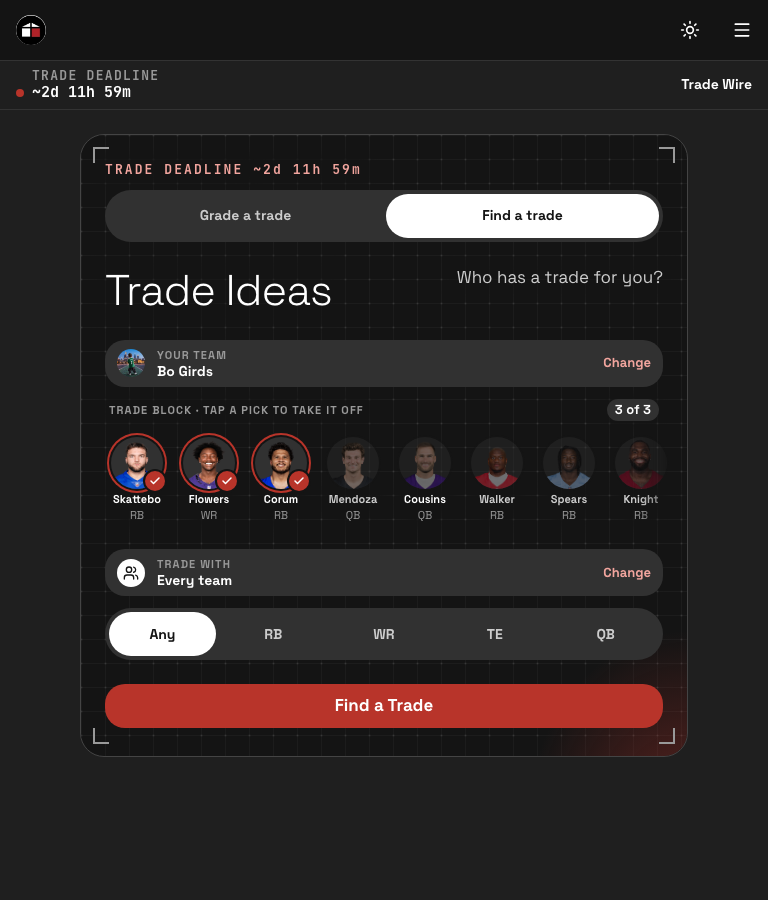 TRADE DEADLINE
~2d 11h 59m
Trade Wire
TRADE DEADLINE ~2d 11h 59m
Grade a trade
Find a trade
Trade Ideas
Who has a trade for you?
YOUR TEAM
Bo Girds
Change
TRADE BLOCK · TAP A PICK TO TAKE IT OFF
3 of 3
Skattebo Flowers Corum Mendoza Cousins Walker Spears Knight
RB WR RB QB QB RB RB RB
TRADE WITH
Every team
Change
Any RB WR TE QB
Find a Trade